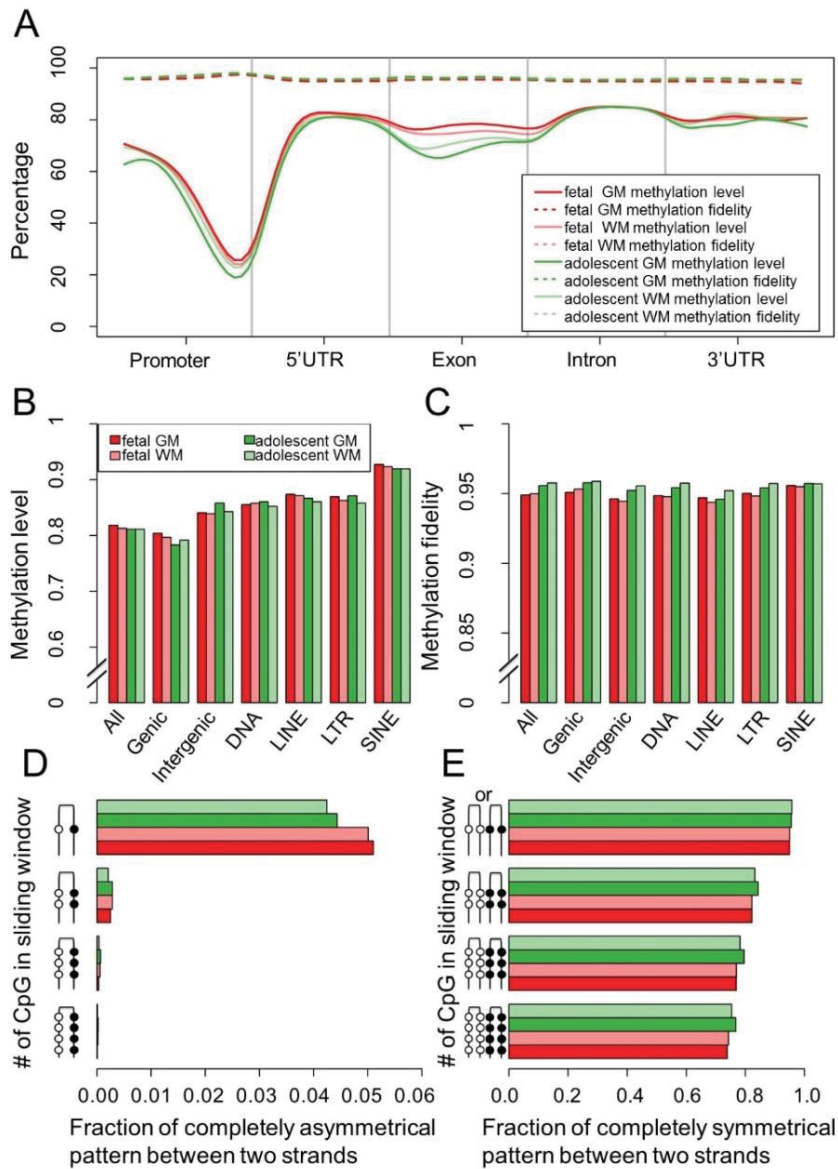 A
Percentage
100
80
60
40
20
0
fetal GM methylation level
fetal GM methylation fidelity
fetal WM methylation level
fetal WM methylation fidelity
adolescent GM methylation level
adolescent GM methylation fidelity
adolescent WM methylation level
adolescent WM methylation fidelity
Promoter 5'UTR Exon Intron 3'UTR
B
Methylation level
1
0.9
0.8
0.7
0.6
0
fetal GM adolescent GM
fetal WM adolescent WM
All Genic Intergenic DNA LINE LTR SINE
C
Methylation fidelity
1
0.95
0.9
0.85
0
All Genic Intergenic DNA LINE LTR SINE
D
# of CpG in sliding window
0.00 0.01 0.02 0.03 0.04 0.05 0.06
Fraction of completely asymmetrical
pattern between two strands
E
or
# of CpG in sliding window
0.0 0.2 0.4 0.6 0.8 1.0
Fraction of completely symmetrical
pattern between two strands